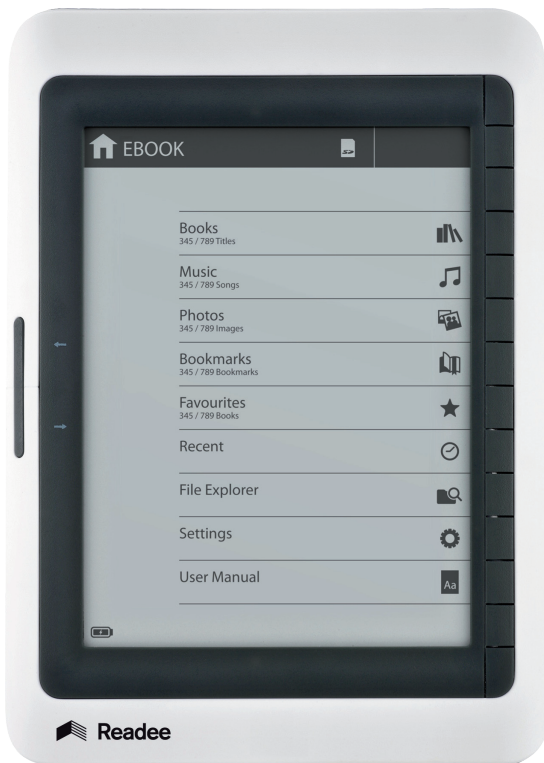 EBOOK
Books
345 / 789 Titles
Music
345 / 789 Songs
Photos
345 / 789 Images
Bookmarks
345 / 789 Bookmarks
Favourites
345 / 789 Books
Recent
File Explorer
Settings
User Manual
Aa
Readee